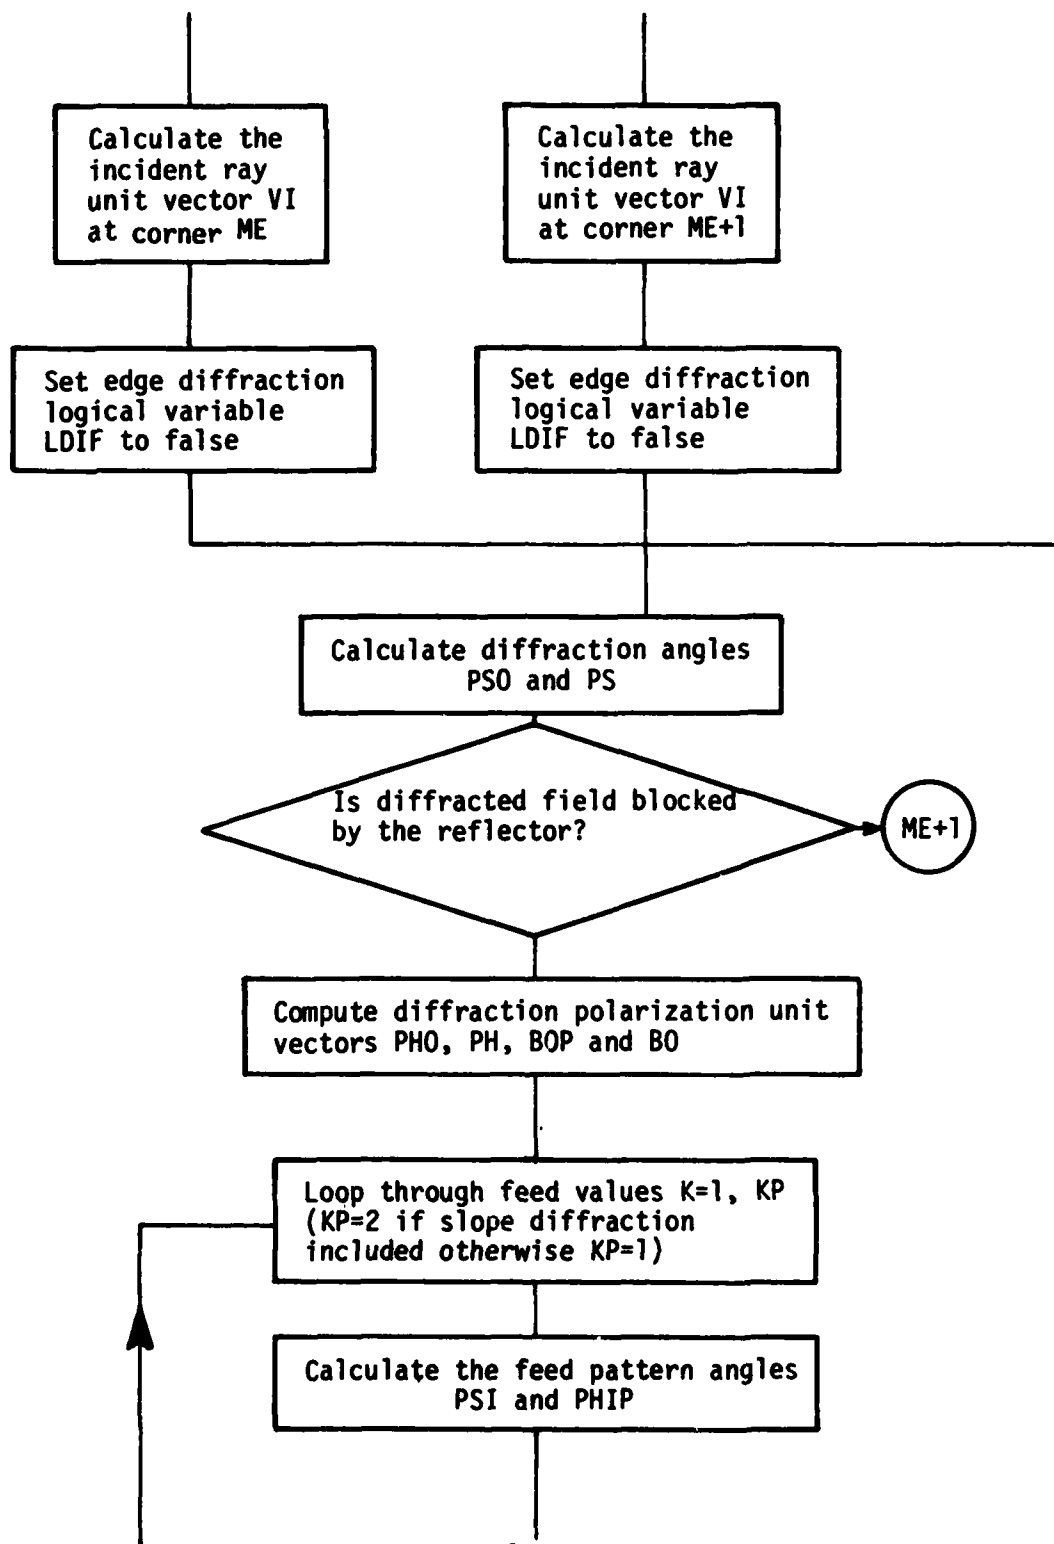 Calculate the
incident ray
unit vector VI
at corner ME
Calculate the
incident ray
unit vector VI
at corner ME+1
Set edge diffraction
logical variable
LDIF to false
Set edge diffraction
logical variable
LDIF to false
Calculate diffraction angles
PSO and PS
Is diffracted field blocked
by the reflector?
ME+1
Compute diffraction polarization unit
vectors PHO, PH, BOP and BO
Loop through feed values K=1, KP
(KP=2 if slope diffraction
included otherwise KP=1)
Calculate the feed pattern angles
PSI and PHIP